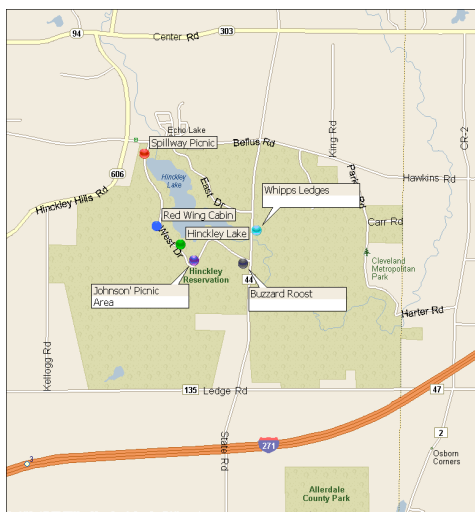 94
Center Rd
303
Echo Lake
Spillway Picnic
Bellus Rd
King Rd
CR-2
606
Hinckley
Lake
East Dr
Park Rd
Hawkins Rd
Hinckley Hills Rd
Whipps Ledges
Red Wing Cabin
Carr Rd
West Dr
Hinckley Lake
Cleveland
Metropolitan
Park
Johnson' Picnic
Area
Hinckley
Reservation
44
Buzzard Roost
Harter Rd
Kellogg Rd
135
Ledge Rd
47
State Rd
271
2
Osborn
Corners
3
Allerdale
County Park